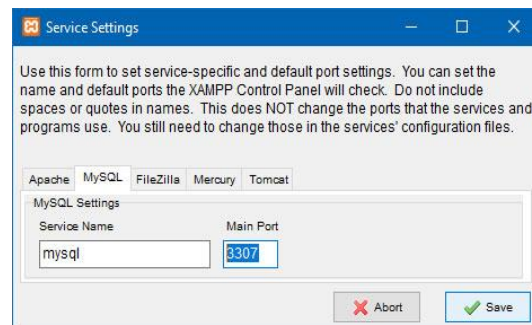 Service Settings
Use this form to set service-specific and default port settings. You can set the
name and default ports the XAMPP Control Panel will check. Do not include
spaces or quotes in names. This does NOT change the ports that the services and
programs use. You still need to change those in the services' configuration files.
Apache MySQL FileZilla Mercury Tomcat
MySQL Settings
Service Name Main Port
mysql 3307
Abort Save